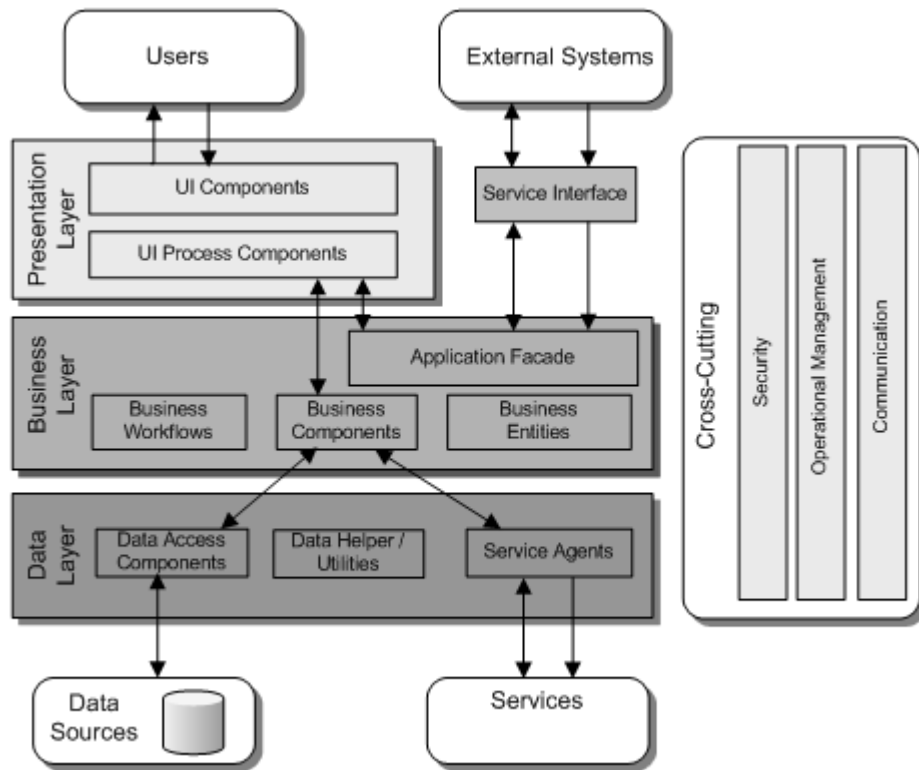 Users
External Systems
Presentation
Layer
UI Components
UI Process Components
Service Interface
Business
Layer
Application Facade
Business
Workflows
Business
Components
Business
Entities
Data
Layer
Data Access
Components
Data Helper /
Utilities
Service Agents
Data
Sources
Services
Cross-Cutting
Security
Operational Management
Communication